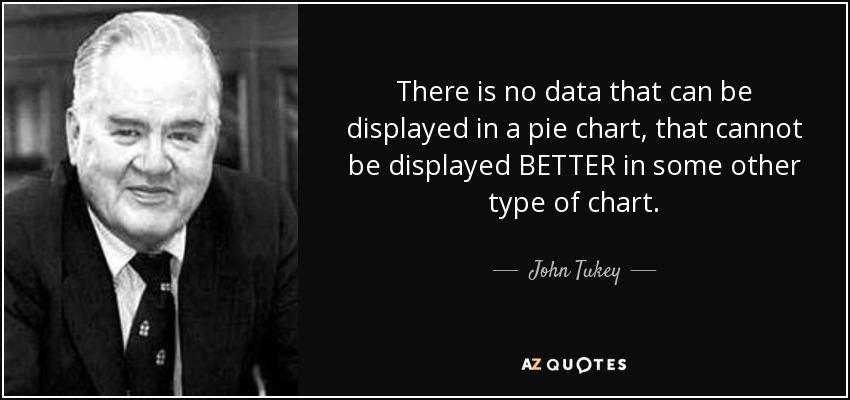 There is no data that can be
displayed in a pie chart, that cannot
be displayed BETTER in some other
type of chart.
John Tukey
AZ QUOTES